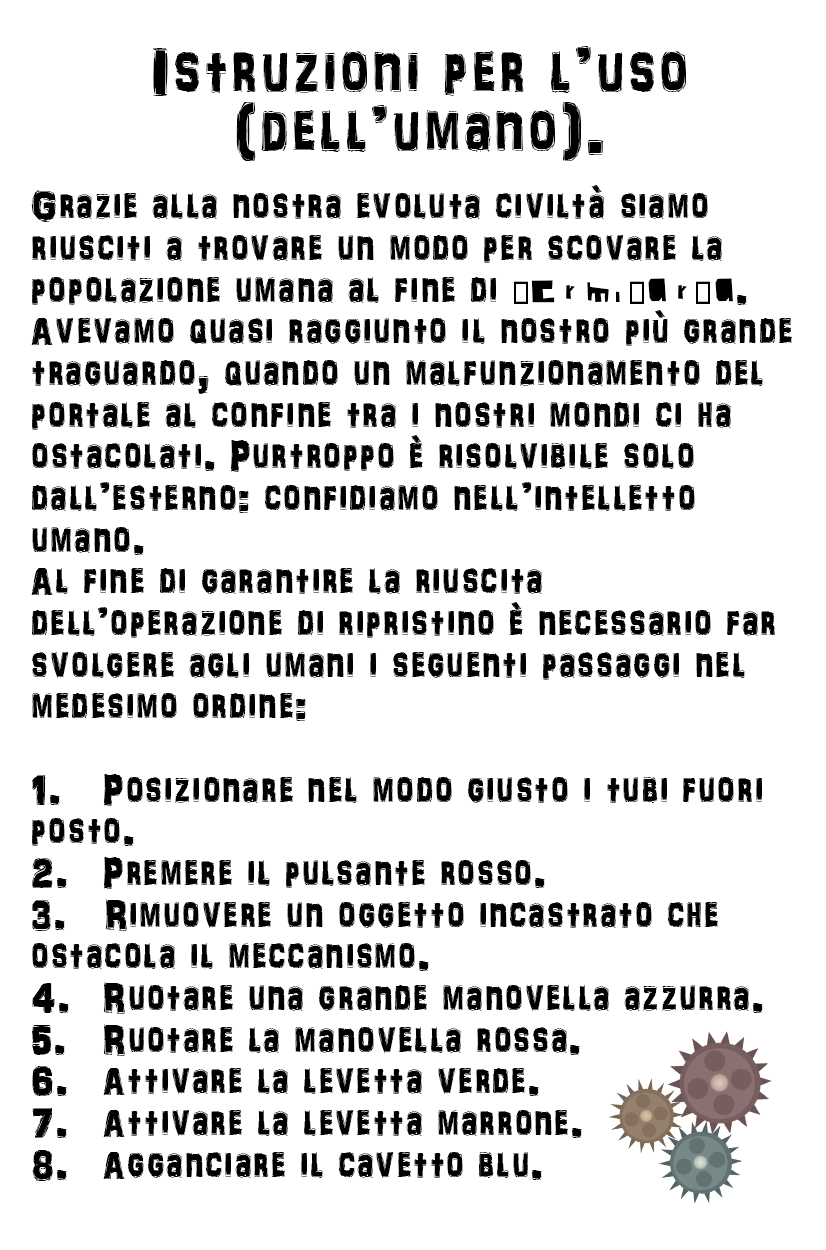 Istruzioni per l'uso
(dell'umano).
Grazie alla nostra evoluta civiltà siamo
riusciti a trovare un modo per scovare la
popolazione umana al fine di
Avevamo quasi raggiunto il nostro più grande
traguardo, quando un malfunzionamento del
portale al confine tra i nostri mondi ci ha
ostacolati. Purtroppo è risolvibile solo
dall'esterno: confidiamo nell'intelletto
umano.
Al fine di garantire la riuscita
dell'operazione di ripristino è necessario far
svolgere agli umani i seguenti passaggi nel
medesimo ordine:
1. Posizionare nel modo giusto i tubi fuori
posto.
2. Premere il pulsante rosso.
3. Rimuovere un oggetto incastrato che
ostacola il meccanismo.
4. Ruotare una grande manovella azzurra.
5. Ruotare la manovella rossa.
6. Attivare la levetta verde.
7. Attivare la levetta marrone.
8. Agganciare il cavetto blu.